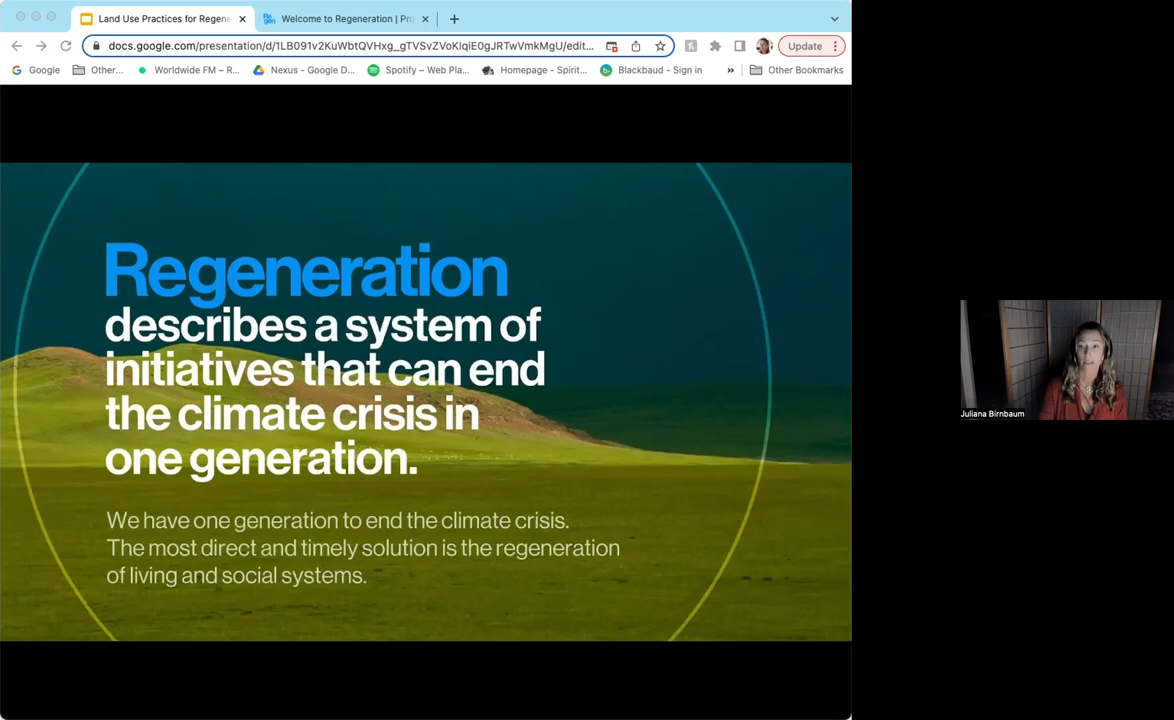 Land Use Practices for Regene
Welcome to Regeneration | Pro
docs.google.com/presentation/d/1LB091v2KuWbtQVHxg_gTVSvZVoKlqiE0gJRTwVmkMgU/edit...
Update
Google
Other...
Worldwide FM – R...
Nexus - Google D...
Spotify – Web Pla...
Homepage - Spirit...
Blackbaud - Sign in
»
Other Bookmarks
Regeneration
describes a system of
initiatives that can end
the climate crisis in
one generation.
We have one generation to end the climate crisis.
The most direct and timely solution is the regeneration
of living and social systems.
Juliana Birnbaum